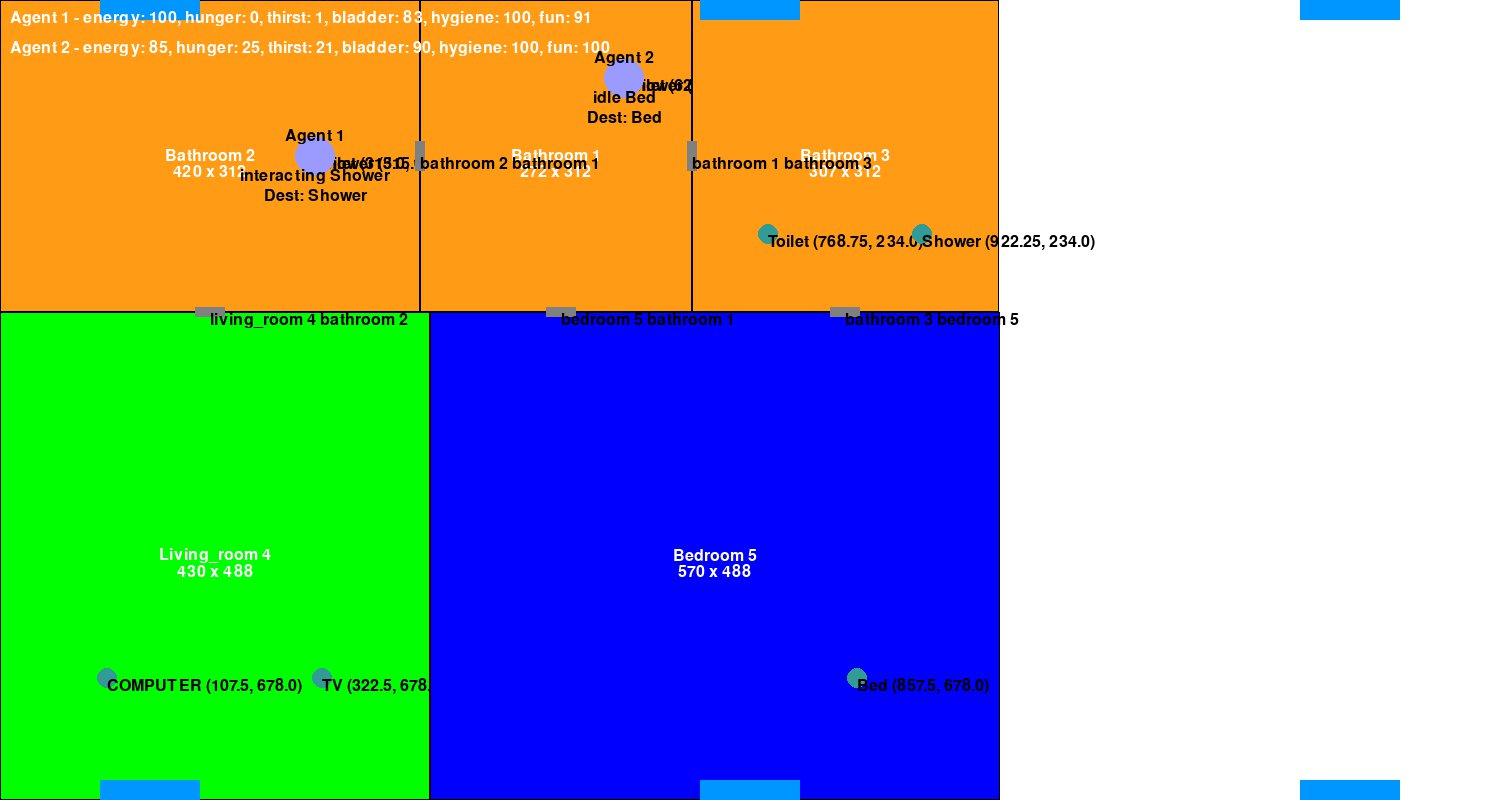 Agent 1 - energy: 100, hunger: 0, thirst: 1, bladder: 83, hygiene: 100, fun: 91
Agent 2 - energy: 85, hunger: 25, thirst: 21, bladder: 90, hygiene: 100, fun: 100
Agent 2
idle Bed
Dest: Bed
Agent 1
interacting Shower
Dest: Shower
Bathroom 2
420 x 312
bathroom 2 bathroom 1
Bathroom 1
272 x 312
bathroom 1 bathroom 3
Bathroom 3
307 x 312
Toilet (768.75, 234.0)
Shower (922.25, 234.0)
living_room 4 bathroom 2
bedroom 5 bathroom 1
bathroom 3 bedroom 5
Living_room 4
430 x 488
Bedroom 5
570 x 488
COMPUTER (107.5, 678.0)
TV (322.5, 678.
Bed (857.5, 678.0)